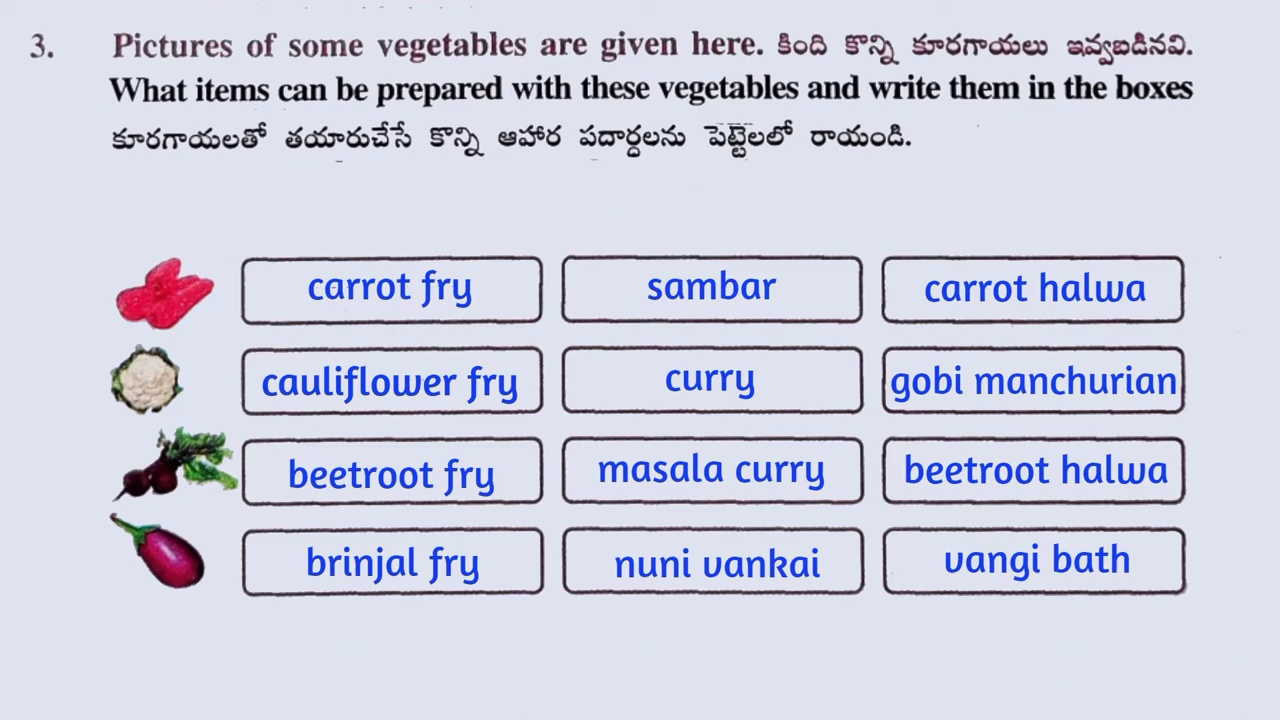 3. Pictures of some vegetables are given here. కింది కొన్ని కూరగాయలు ఇవ్వబడినవి.
What items can be prepared with these vegetables and write them in the boxes
కూరగాయలతో తయారుచేసే కొన్ని ఆహార పదార్ధలను పెట్టెలలో రాయండి.
carrot fry sambar carrot halwa
cauliflower fry curry gobi manchurian
beetroot fry masala curry beetroot halwa
brinjal fry nuni vankai vangi bath